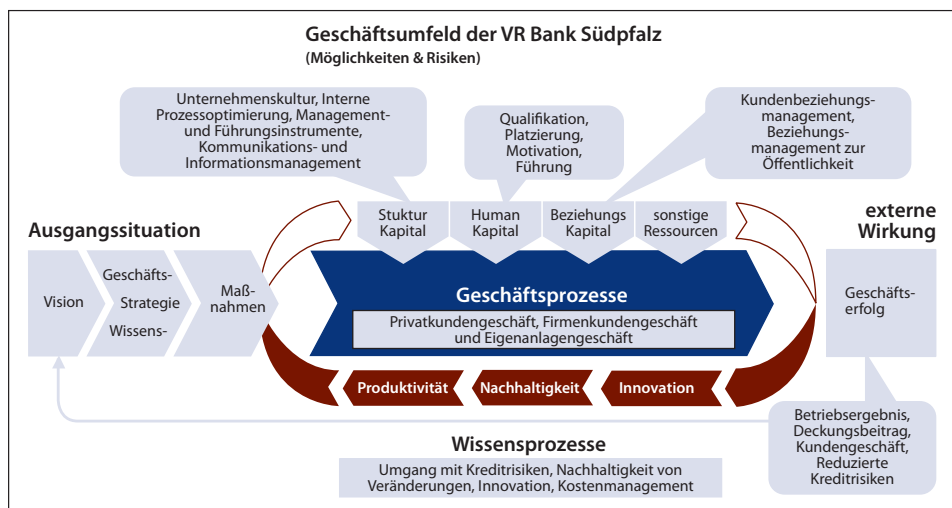 Geschäftsumfeld der VR Bank Südpfalz
(Möglichkeiten & Risiken)
Unternehmenskultur, Interne
Prozessoptimierung, Management-
und Führungsinstrumente,
Kommunikations- und
Informationsmanagement
Qualifikation,
Platzierung,
Motivation,
Führung
Kundenbeziehungs-
management,
Beziehungs-
management zur
Öffentlichkeit
Ausgangssituation
Stuktur
Kapital
Human
Kapital
Beziehungs
Kapital
sonstige
Ressourcen
externe
Wirkung
Vision
Geschäfts-
Strategie
Wissens-
Maß-
nahmen
Geschäftsprozesse
Privatkundengeschäft, Firmenkundengeschäft
und Eigenanlagengeschäft
Geschäfts-
erfolg
Produktivität
Nachhaltigkeit
Innovation
Wissensprozesse
Umgang mit Kreditrisiken, Nachhaltigkeit von
Veränderungen, Innovation, Kostenmanagement
Betriebsergebnis,
Deckungsbeitrag,
Kundengeschäft,
Reduzierte
Kreditrisiken